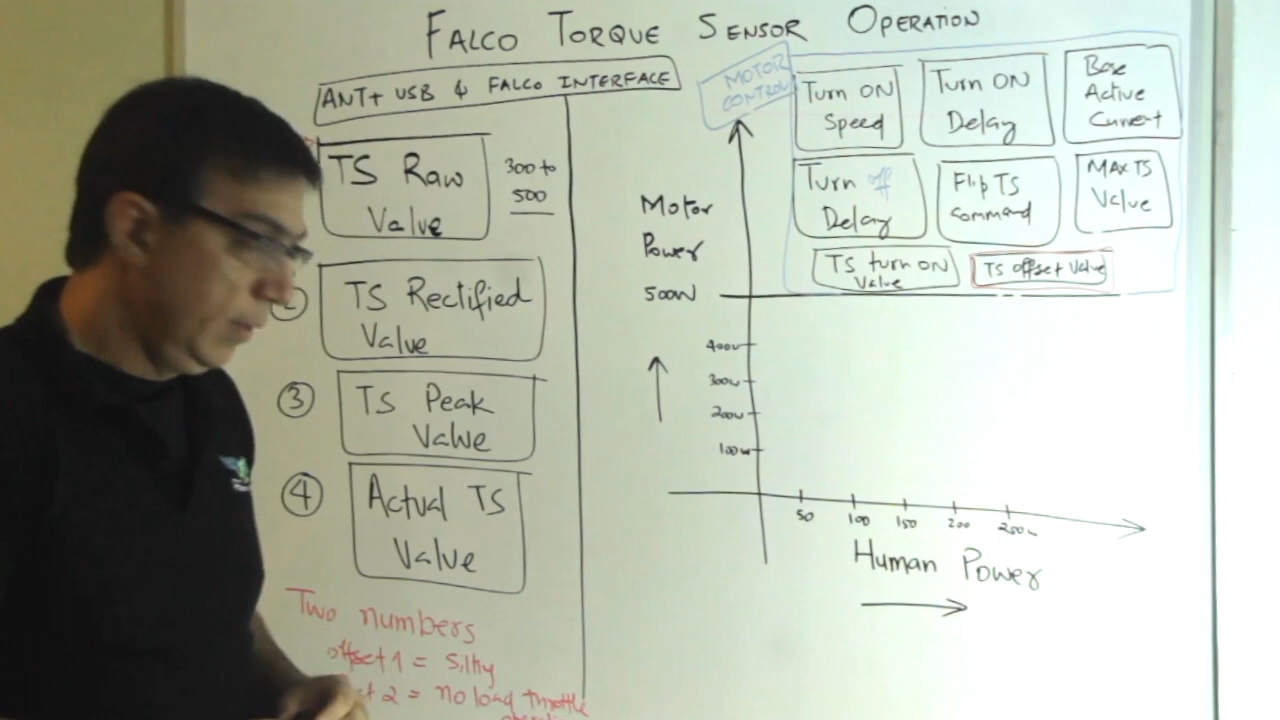 FALCO TORQUE SENSOR OPERATION
ANT+ USB & FALCO INTERFACE
TS Raw
Value
300 to
500
TS Rectified
Value
③ TS Peak
Value
④ Actual TS
Value
Two numbers
offset 1 =
2 = no load throttle
MOTOR
CONTROL
Turn ON
Speed
Turn ON
Delay
Base
Active
Current
Turn off
Delay
Flip TS
Command
MAX TS
Value
TS turn ON
Value
TS offset Value
Motor
Power
500W
400W
300W
200W
100W
50 100 150 200 250W
Human Power